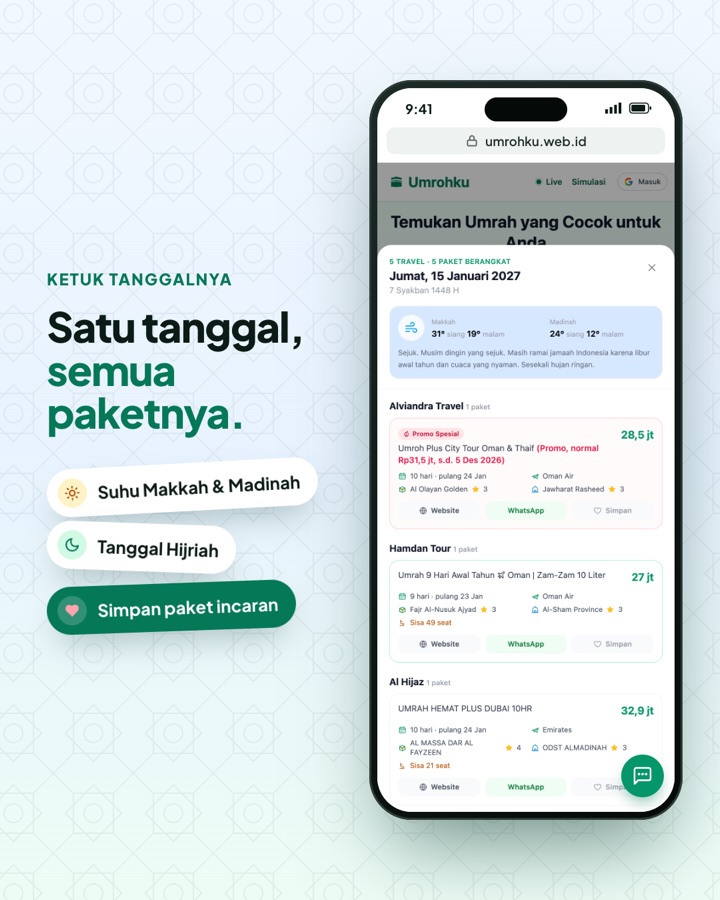 KETUK TANGGALNYA
Satu tanggal,
semua
paketnya.
Suhu Makkah & Madinah
Tanggal Hijriah
Simpan paket incaran
9:41
umrohku.web.id
Umrohku
Live
Simulasi
Masuk
Temukan Umrah yang Cocok untuk
Anda
5 TRAVEL · 5 PAKET BERANGKAT
Jumat, 15 Januari 2027
7 Syakban 1448 H
Makkah
31° siang 19° malam
Madinah
24° siang 12° malam
Sejuk. Musim dingin yang sejuk. Masih ramai jamaah Indonesia karena libur
awal tahun dan cuaca yang nyaman. Sesekali hujan ringan.
Alviandra Travel 1 paket
Promo Spesial
28,5 jt
Umroh Plus City Tour Oman & Thaif (Promo, normal
Rp31,5 jt, s.d. 5 Des 2026)
10 hari · pulang 24 Jan
Oman Air
Al Olayan Golden 3
Jawharat Rasheed 3
Website
WhatsApp
Simpan
Hamdan Tour 1 paket
Umrah 9 Hari Awal Tahun Oman | Zam-Zam 10 Liter
27 jt
9 hari · pulang 23 Jan
Oman Air
Fajr Al-Nusuk Ajyad 3
Al-Sham Province 3
Sisa 49 seat
Website
WhatsApp
Simpan
Al Hijaz 1 paket
UMRAH HEMAT PLUS DUBAI 10HR
32,9 jt
10 hari · pulang 24 Jan
Emirates
AL MASSA DAR AL
FAYZEEN
4
ODST ALMADINAH 3
Sisa 21 seat
Website
WhatsApp